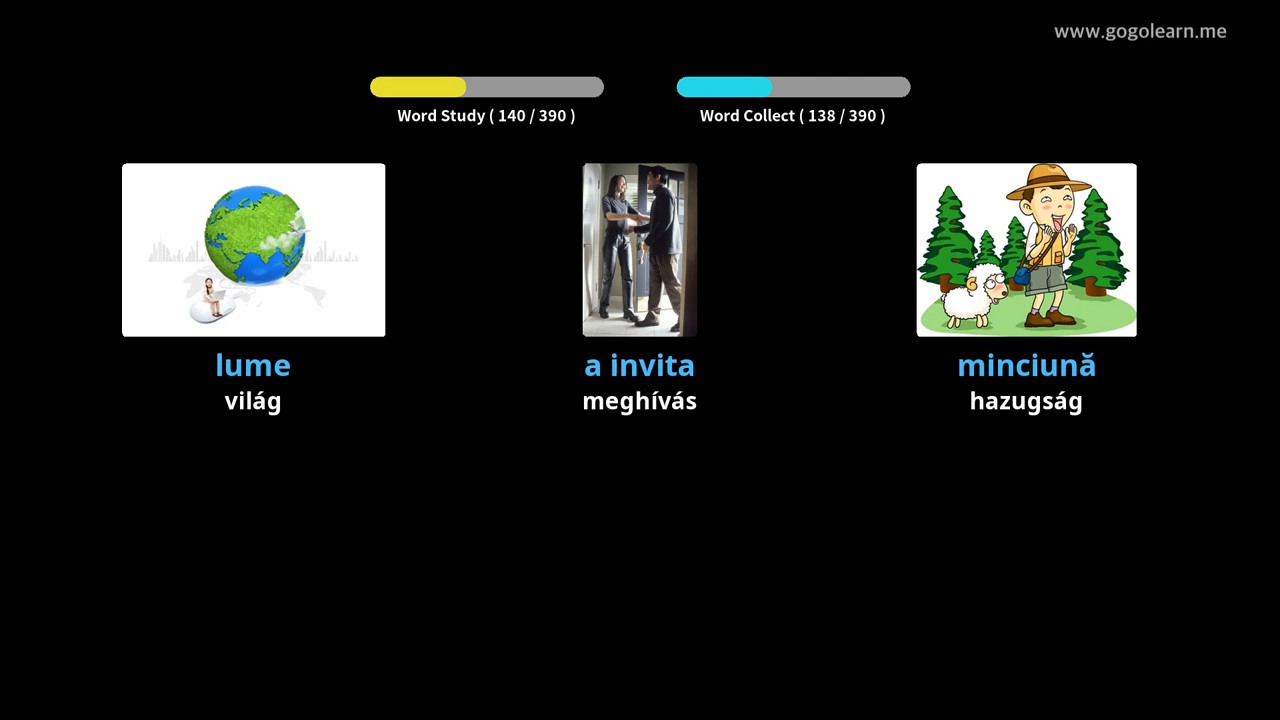 www.gogolearn.me
Word Study ( 140 / 390 )
Word Collect ( 138 / 390 )
lume
világ
a invita
meghívás
minciună
hazugság